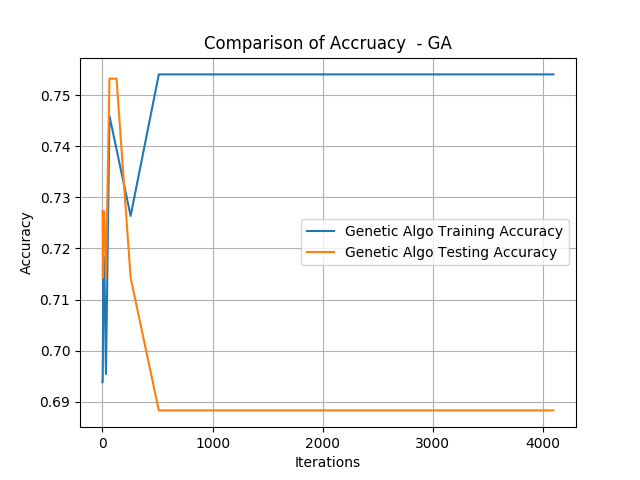 Comparison of Accruacy  - GA
Accuracy
0.75
0.74
0.73
0.72
0.71
0.70
0.69
Genetic Algo Training Accuracy
Genetic Algo Testing Accuracy
0 1000 2000 3000 4000
Iterations